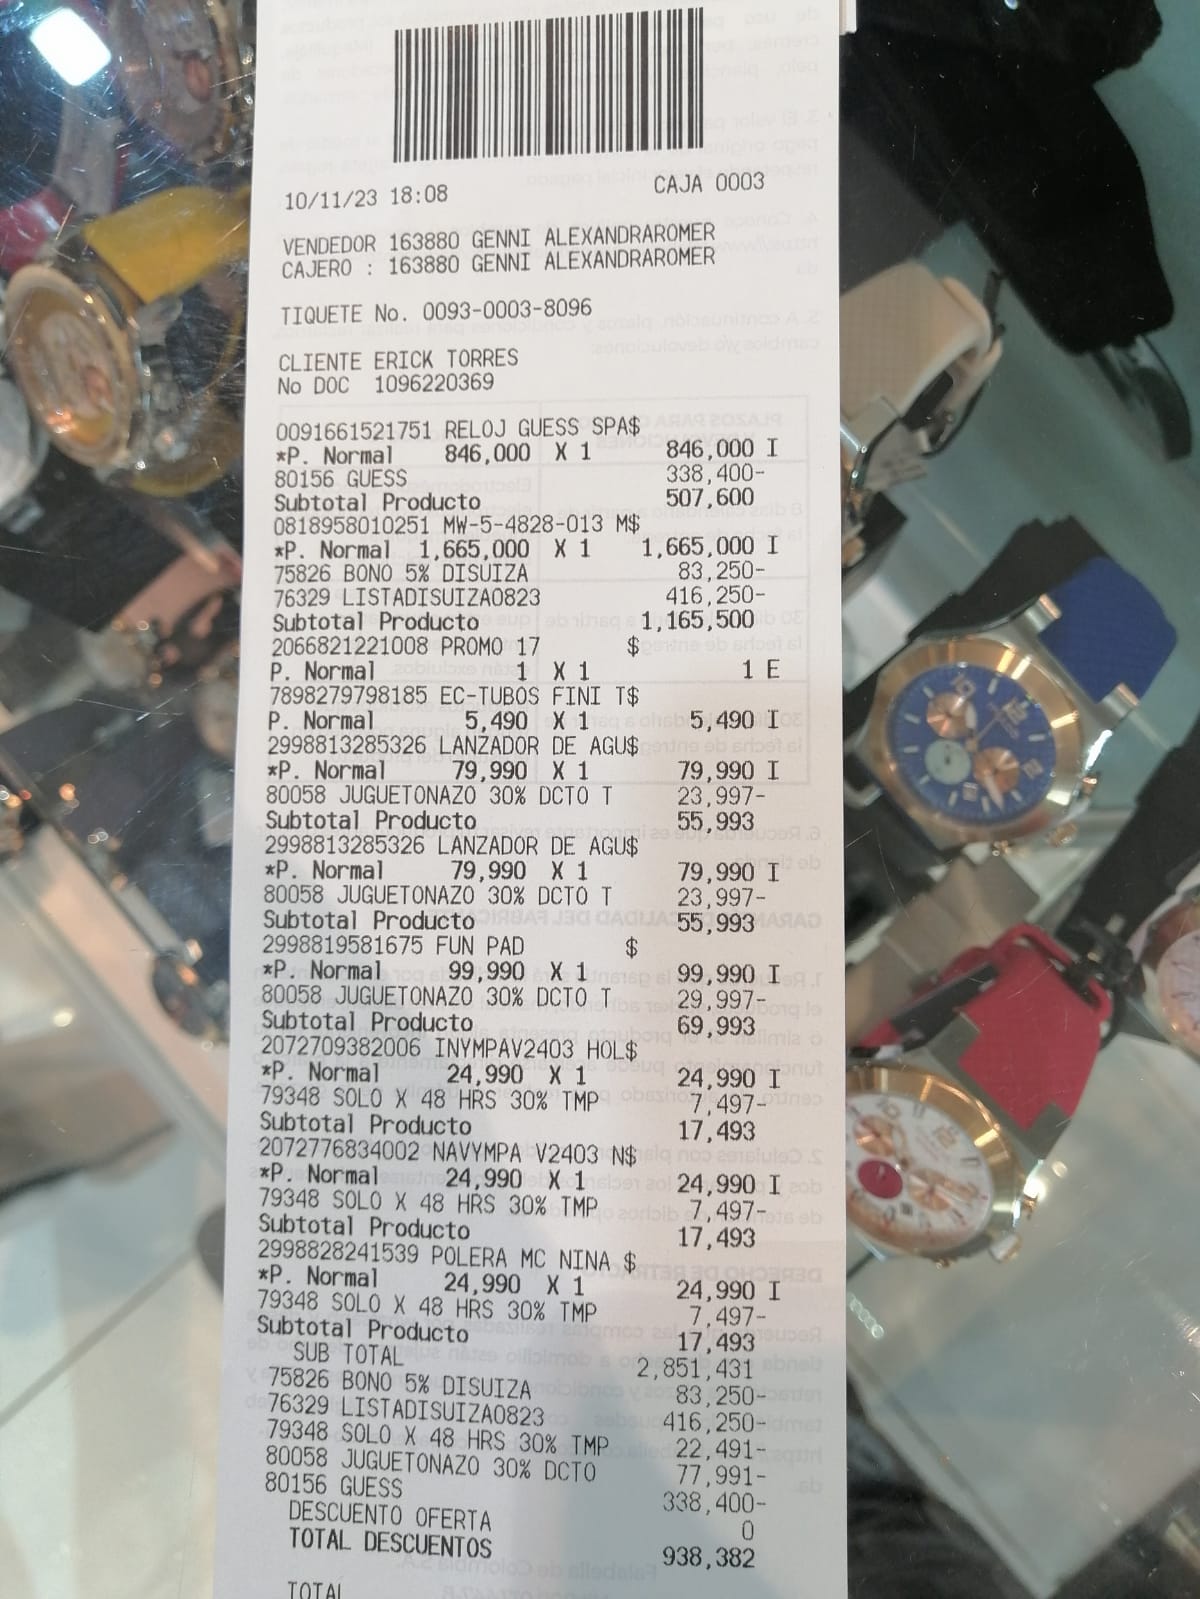 10/11/23 18:08 CAJA 0003
VENDEDOR 163880 GENNI ALEXANDRAROMER
CAJERO : 163880 GENNI ALEXANDRAROMER
TIQUETE No. 0093-0003-8096
CLIENTE ERICK TORRES
No DOC 1096220369
0091661521751 RELOJ GUESS SPA$
*P. Normal 846,000 X 1 846,000 I
80156 GUESS 338,400-
Subtotal Producto 507,600
0818958010251 MW-5-4828-013 M$
*P. Normal 1,665,000 X 1 1,665,000 I
75826 BONO 5% DISUIZA 83,250-
76329 LISTADISUIZA0823 416,250-
Subtotal Producto 1,165,500
2066821221008 PROMO 17 $
P. Normal 1 X 1 1 E
7898279798185 EC-TUBOS FINI T$
P. Normal 5,490 X 1 5,490 I
2998813285326 LANZADOR DE AGU$
*P. Normal 79,990 X 1 79,990 I
80058 JUGUETONAZO 30% DCTO T 23,997-
Subtotal Producto 55,993
2998813285326 LANZADOR DE AGU$
*P. Normal 79,990 X 1 79,990 I
80058 JUGUETONAZO 30% DCTO T 23,997-
Subtotal Producto 55,993
2998819581675 FUN PAD $
*P. Normal 99,990 X 1 99,990 I
80058 JUGUETONAZO 30% DCTO T 29,997-
Subtotal Producto 69,993
2072709382006 INYMPAV2403 HOL$
*P. Normal 24,990 X 1 24,990 I
79348 SOLO X 48 HRS 30% TMP 7,497-
Subtotal Producto 17,493
2072776834002 NAVYMPA V2403 N$
*P. Normal 24,990 X 1 24,990 I
79348 SOLO X 48 HRS 30% TMP 7,497-
Subtotal Producto 17,493
2998828241539 POLERA MC NINA $
*P. Normal 24,990 X 1 24,990 I
79348 SOLO X 48 HRS 30% TMP 7,497-
Subtotal Producto 17,493
SUB TOTAL 2,851,431
75826 BONO 5% DISUIZA 83,250-
76329 LISTADISUIZA0823 416,250-
79348 SOLO X 48 HRS 30% TMP 22,491-
80058 JUGUETONAZO 30% DCTO 77,991-
80156 GUESS 338,400-
DESCUENTO OFERTA 0
TOTAL DESCUENTOS 938,382
TOTAL